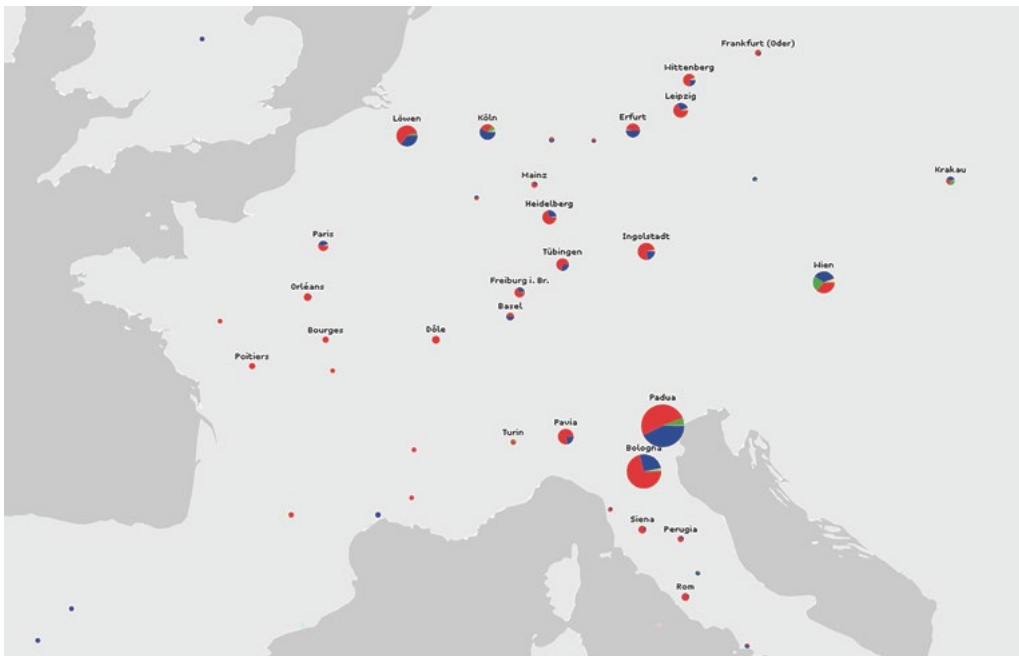 Frankfurt (Oder)
Wittenberg
Leipzig
Löwen
Köln
Erfurt
Krakau
Mainz
Heidelberg
Paris
Ingolstadt
Tübingen
Wien
Freiburg i. Br.
Orléans
Basel
Bourges
Dôle
Poitiers
Padua
Pavia
Turin
Bologna
Siena
Perugia
Rom